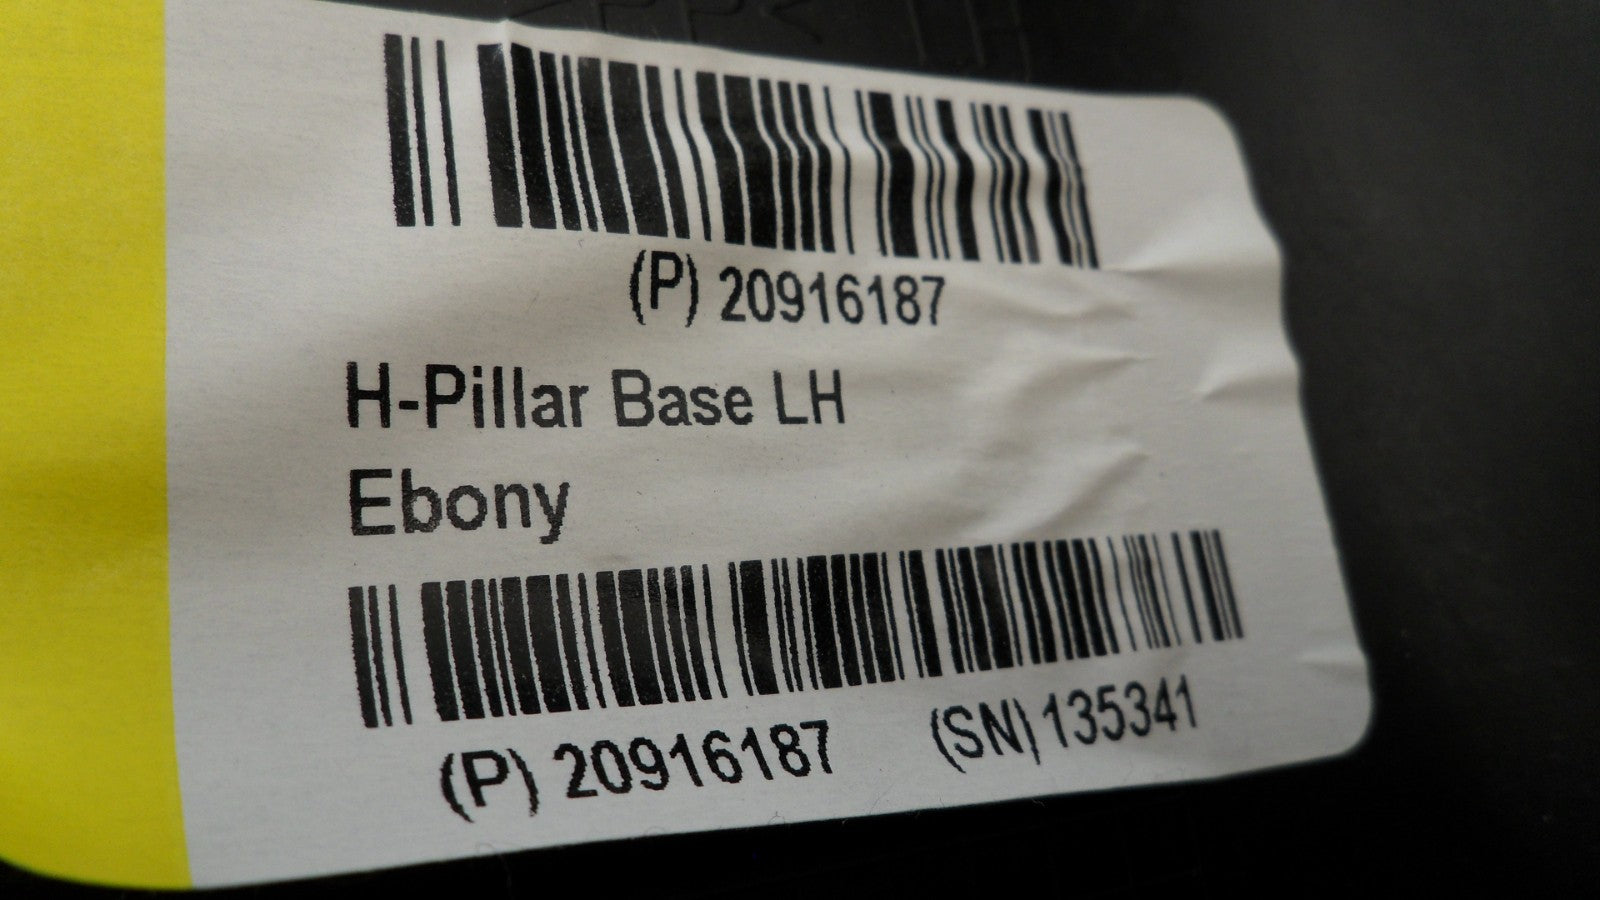 (P) 20916187
H-Pillar Base LH
Ebony
(P) 20916187 (SN) 135341